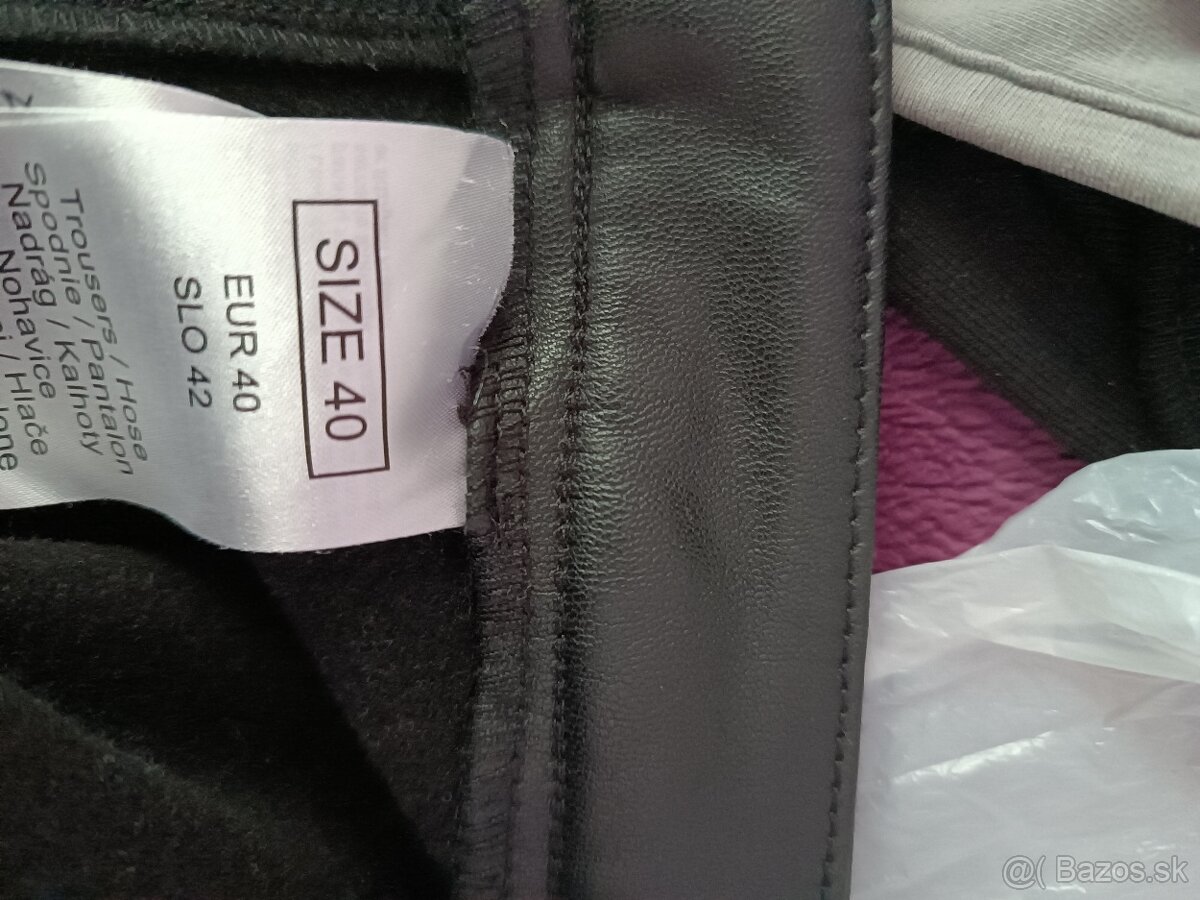 SIZE 40
EUR 40
SLO 42
Trousers / Hose
Spodnie / Pantalon
Nadrág / Kalhoty
Nohavice
/ Hlače
@( Bazos.sk